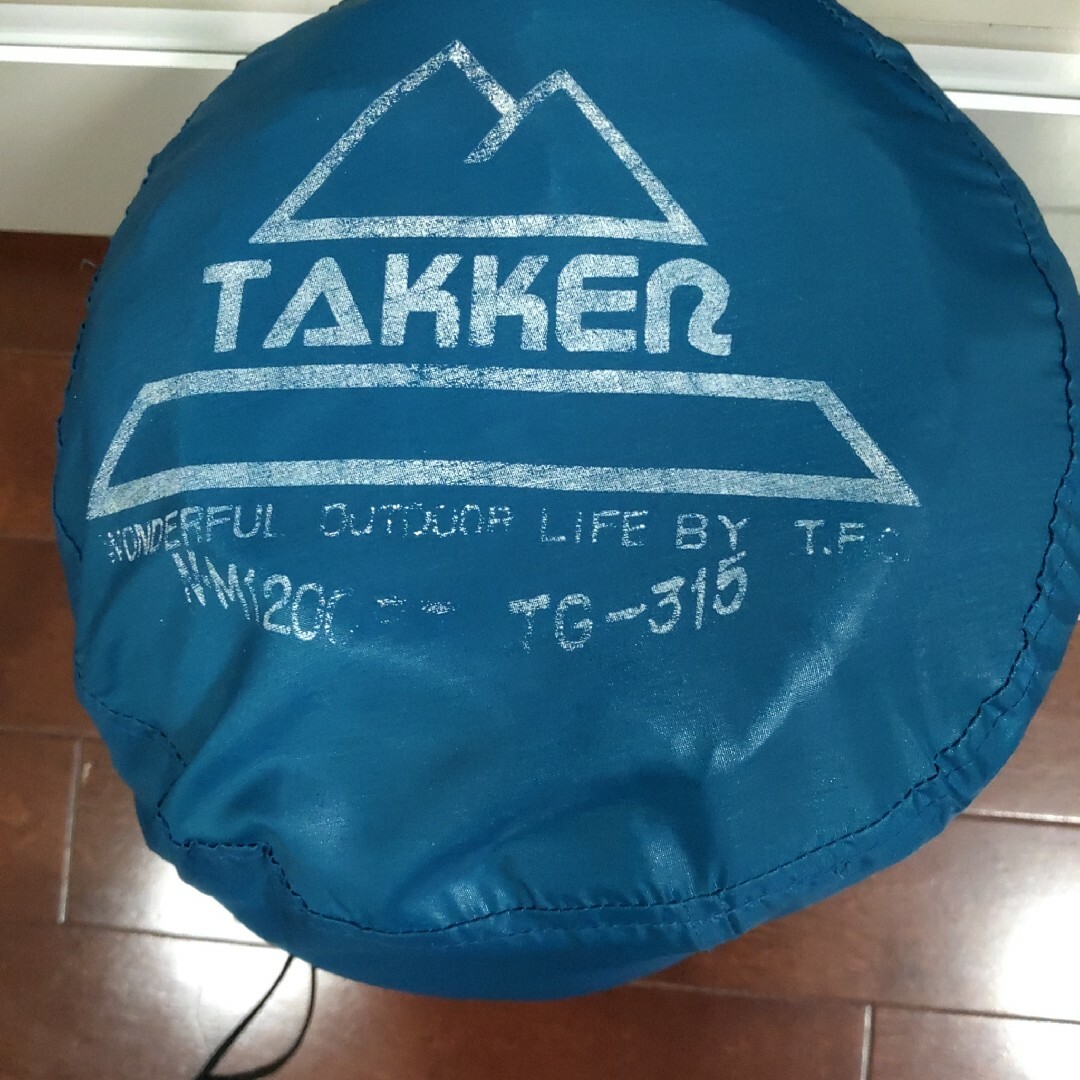 TAKKER
WONDERFUL OUTDOOR LIFE BY
TG-315